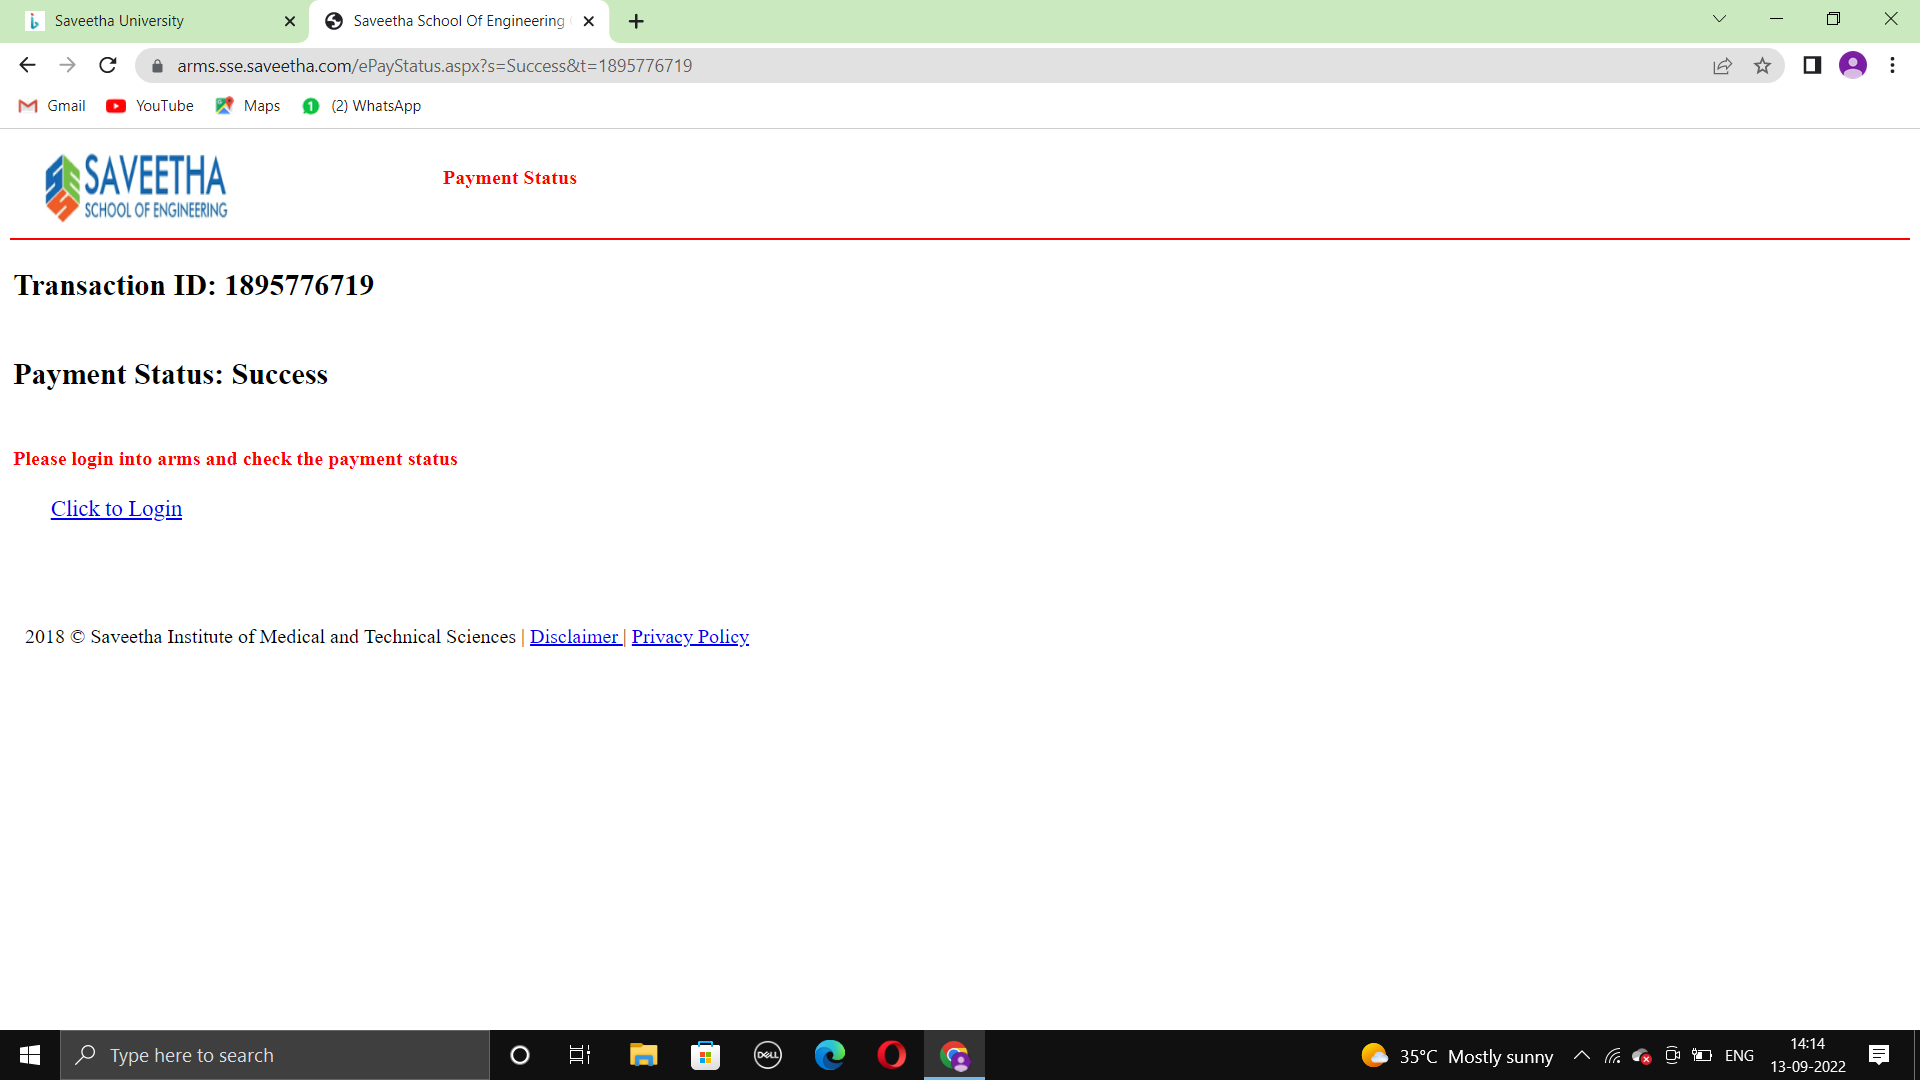 Saveetha University
Saveetha School Of Engineering
arms.sse.saveetha.com/ePayStatus.aspx?s=Success&t=1895776719
Gmail
YouTube
Maps
1
(2) WhatsApp
SAVEETHA
SCHOOL OF ENGINEERING
Payment Status
Transaction ID: 1895776719
Payment Status: Success
Please login into arms and check the payment status
Click to Login
2018 © Saveetha Institute of Medical and Technical Sciences | Disclaimer | Privacy Policy
Type here to search
DELL
35°C Mostly sunny
ENG
14:14
13-09-2022